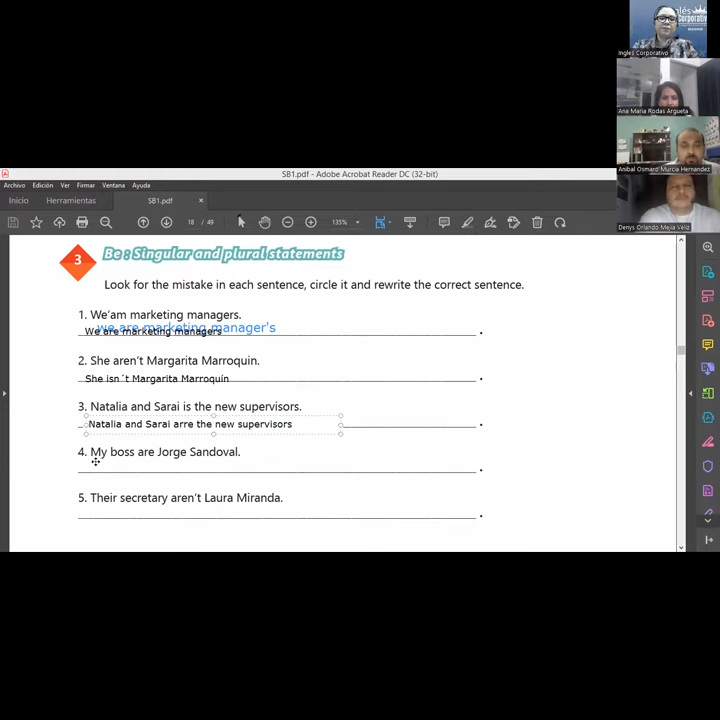 Inglés
Corporativo
Ingles Corporativo
Ana Maria Rodas Argueta
Anibal Osmaro Murcia Hernandez
Denys Orlando Mejia Veliz
SB1.pdf - Adobe Acrobat Reader DC (32-bit)
Archivo Edición Ver Firmar Ventana Ayuda
Inicio Herramientas SB1.pdf ×
18 / 49 135%
3 Be : Singular and plural statements
Look for the mistake in each sentence, circle it and rewrite the correct sentence.
1. We'am marketing managers.
we are marketing manager's
We are marketing managers
2. She aren't Margarita Marroquin.
She isn´t Margarita Marroquín
3. Natalia and Sarai is the new supervisors.
Natalia and Sarai arre the new supervisors
4. My boss are Jorge Sandoval.
5. Their secretary aren't Laura Miranda.